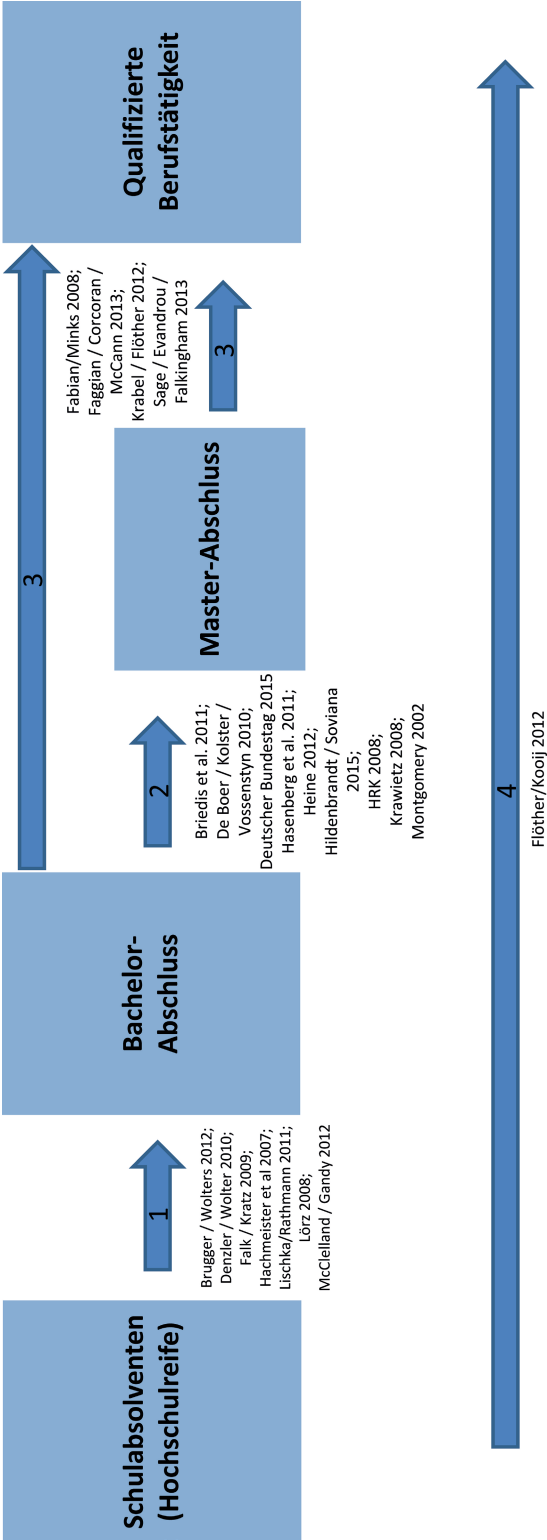 Schulabsolventen
(Hochschulreife)
1
Brugger / Wolters 2012;
Denzler / Wolter 2010;
Falk / Kratz 2009;
Hachmeister et al 2007;
Lischka/Rathmann 2011;
Lörz 2008;
McClelland / Gandy 2012
Bachelor-
Abschluss
2
Briedis et al. 2011;
De Boer / Kolster /
Vossenstyn 2010;
Deutscher Bundestag 2015
Hasenberg et al. 2011;
Heine 2012;
Hildenbrandt / Soviana
2015;
HRK 2008;
Krawietz 2008;
Montgomery 2002
Master-Abschluss
3
3
Fabian/Minks 2008;
Faggian / Corcoran /
McCann 2013;
Krabel / Flöther 2012;
Sage / Evandrou /
Falkingham 2013
Qualifizierte
Berufstätigkeit
4
Flöther/Kooij 2012